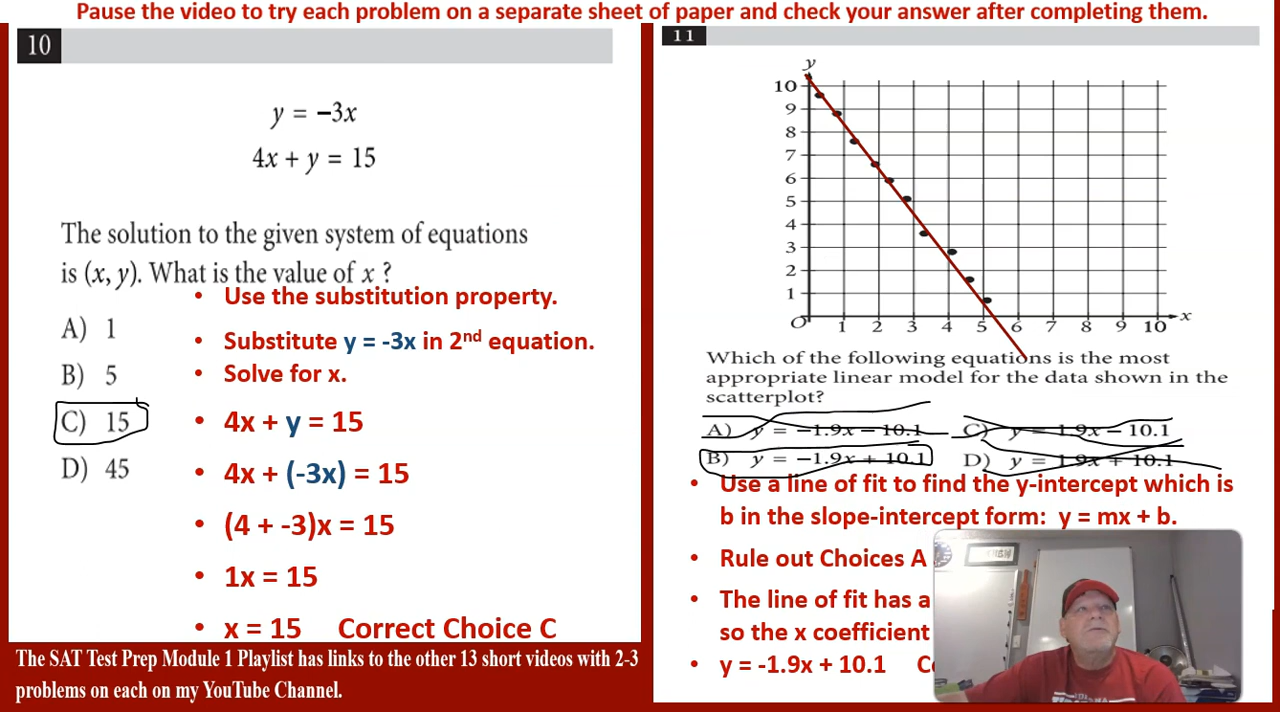 Pause the video to try each problem on a separate sheet of paper and check your answer after completing them.
10
y = −3x
4x + y = 15
The solution to the given system of equations
is (x, y). What is the value of x ?
A) 1
B) 5
C) 15
D) 45
• Use the substitution property.
• Substitute y = -3x in 2nd equation.
• Solve for x.
• 4x + y = 15
• 4x + (-3x) = 15
• (4 + -3)x = 15
• 1x = 15
• x = 15 Correct Choice C
The SAT Test Prep Module 1 Playlist has links to the other 13 short videos with 2-3
problems on each on my YouTube Channel.
11
y
10
9
8
7
6
5
4
3
2
1
O 1 2 3 4 5 6 7 8 9 10 x
Which of the following equations is the most
appropriate linear model for the data shown in the
scatterplot?
A) y = −1.9x − 10.1 C) y = 1.9x − 10.1
B) y = −1.9x + 10.1 D) y = 1.9x + 10.1
• Use a line of fit to find the y-intercept which is
b in the slope-intercept form: y = mx + b.
• Rule out Choices A
• The line of fit has a
so the x coefficient
• y = -1.9x + 10.1